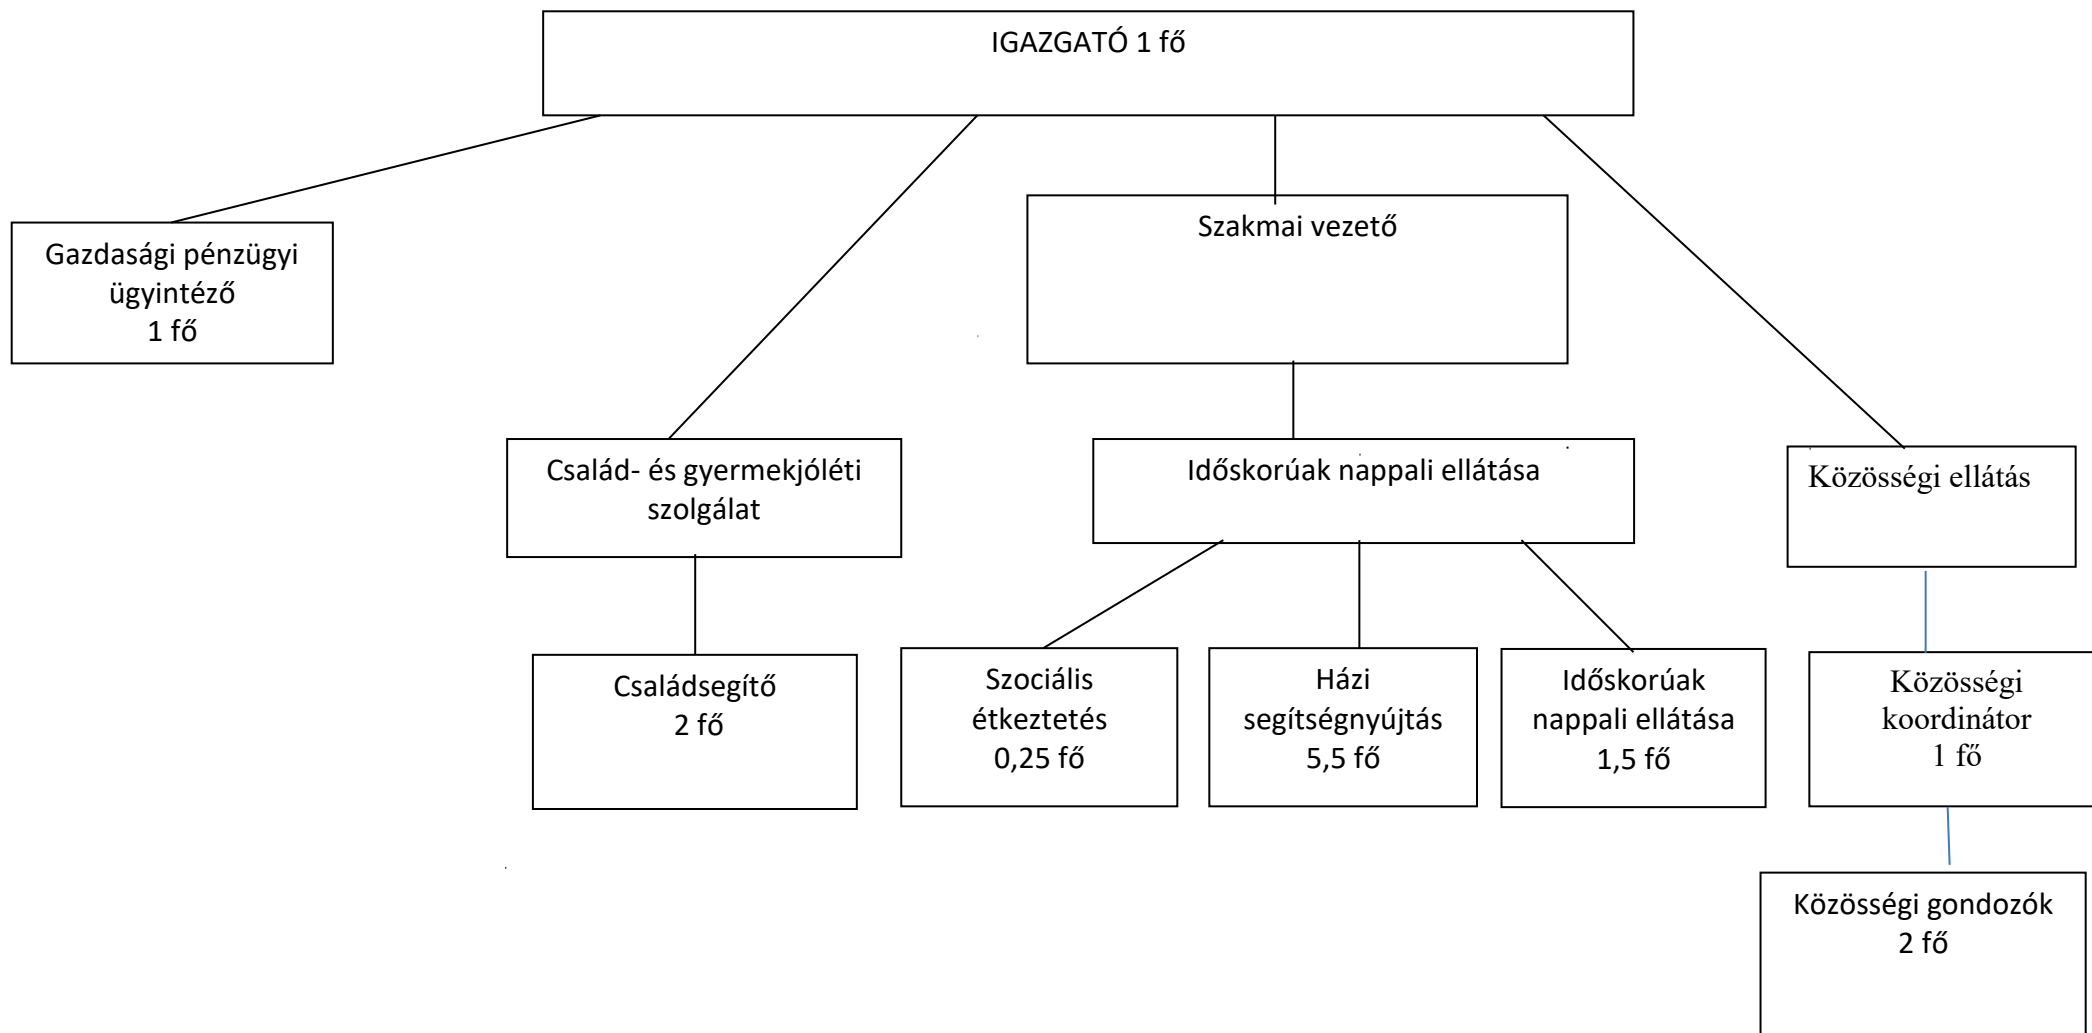 IGAZGATÓ 1 fő
Gazdasági pénzügyi
ügyintéző
1 fő
Szakmai vezető
Család- és gyermekjóléti
szolgálat
Időskorúak nappali ellátása
Közösségi ellátás
Családsegítő
2 fő
Szociális
étkeztetés
0,25 fő
Házi
segítségnyújtás
5,5 fő
Időskorúak
nappali ellátása
1,5 fő
Közösségi
koordinátor
1 fő
Közösségi gondozók
2 fő